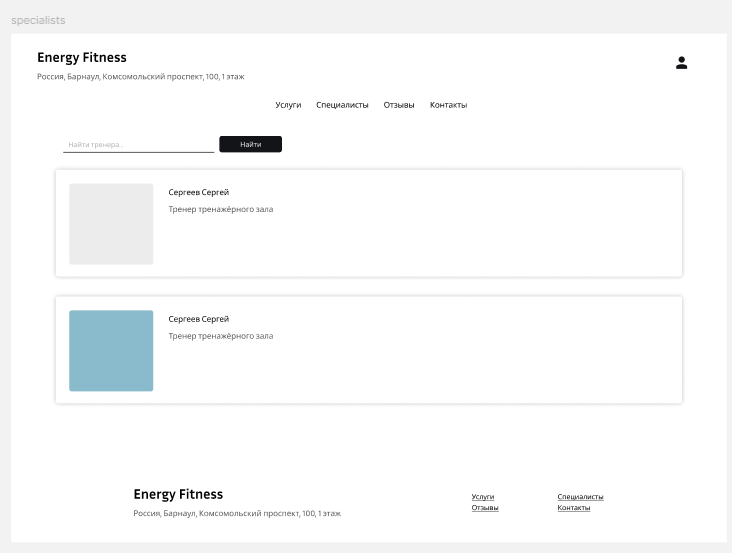 specialists
Energy Fitness
Россия, Барнаул, Комсомольский проспект, 100, 1 этаж
Услуги Специалисты Отзывы Контакты
Найти тренера.. Найти
Сергеев Сергей
Тренер тренажёрного зала
Сергеев Сергей
Тренер тренажёрного зала
Energy Fitness
Россия, Барнаул, Комсомольский проспект, 100, 1 этаж
Услуги Специалисты
Отзывы Контакты